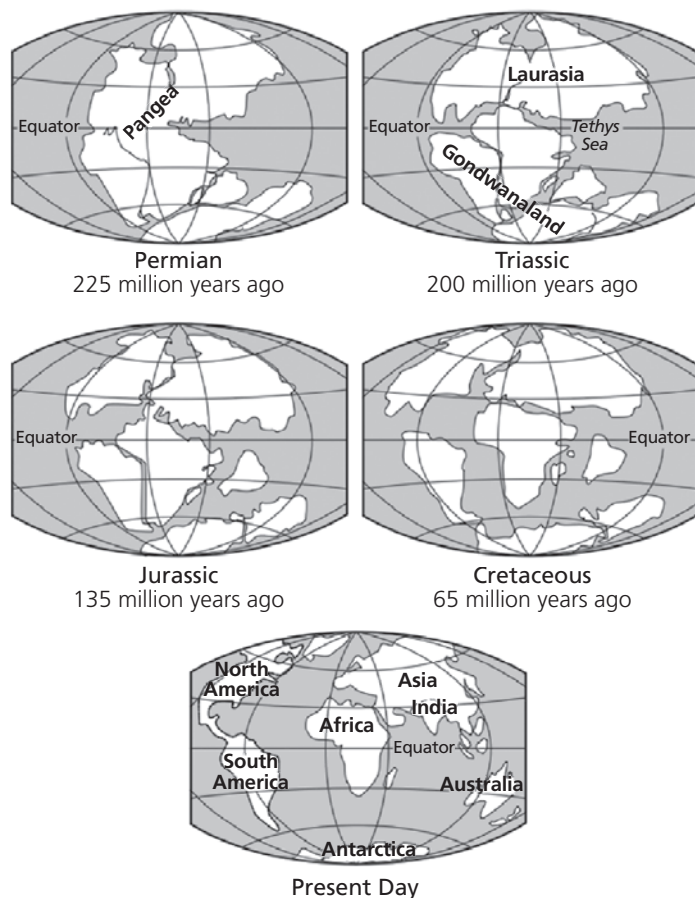 Equator
Pangea
Permian
225 million years ago
Laurasia
Equator
Tethys
Sea
Gondwanaland
Triassic
200 million years ago
Equator
Jurassic
135 million years ago
Equator
Cretaceous
65 million years ago
North
America
Asia
India
Africa
Equator
South
America
Australia
Antarctica
Present Day